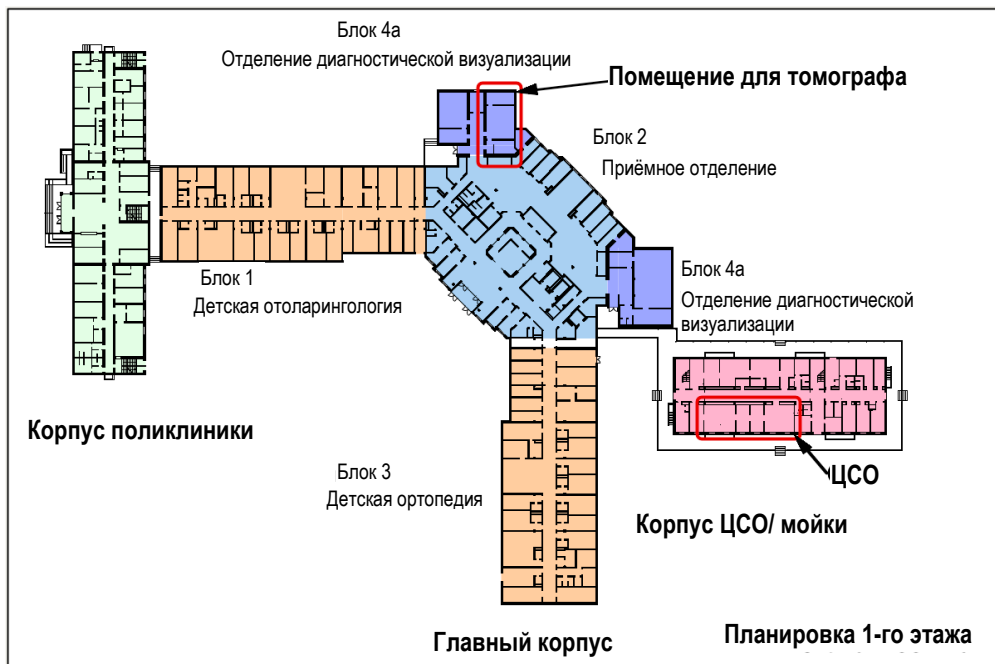 Блок 4а
Отделение диагностической визуализации
Помещение для томографа
Блок 2
Приёмное отделение
Блок 1
Детская отоларингология
Блок 4а
Отделение диагностической
визуализации
Корпус поликлиники
Блок 3
Детская ортопедия
ЦСО
Корпус ЦСО/ мойки
Главный корпус
Планировка 1-го этажа